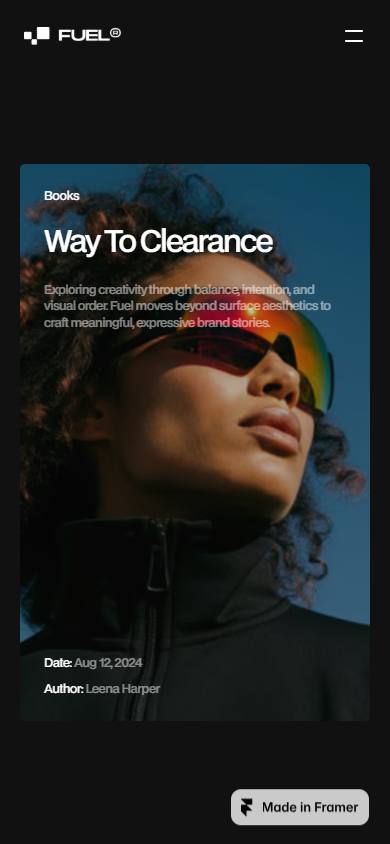 FUEL®
Books
Way To Clearance
Exploring creativity through balance, intention, and
visual order. Fuel moves beyond surface aesthetics to
craft meaningful, expressive brand stories.
Date: Aug 12, 2024
Author: Leena Harper
Made in Framer